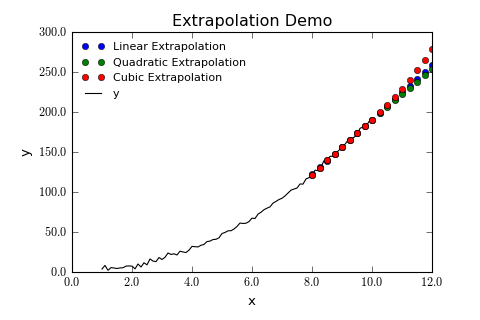 Extrapolation Demo
300.0
250.0
200.0
150.0
100.0
50.0
0.0
y
Linear Extrapolation
Quadratic Extrapolation
Cubic Extrapolation
y
0.0 2.0 4.0 6.0 8.0 10.0 12.0
x